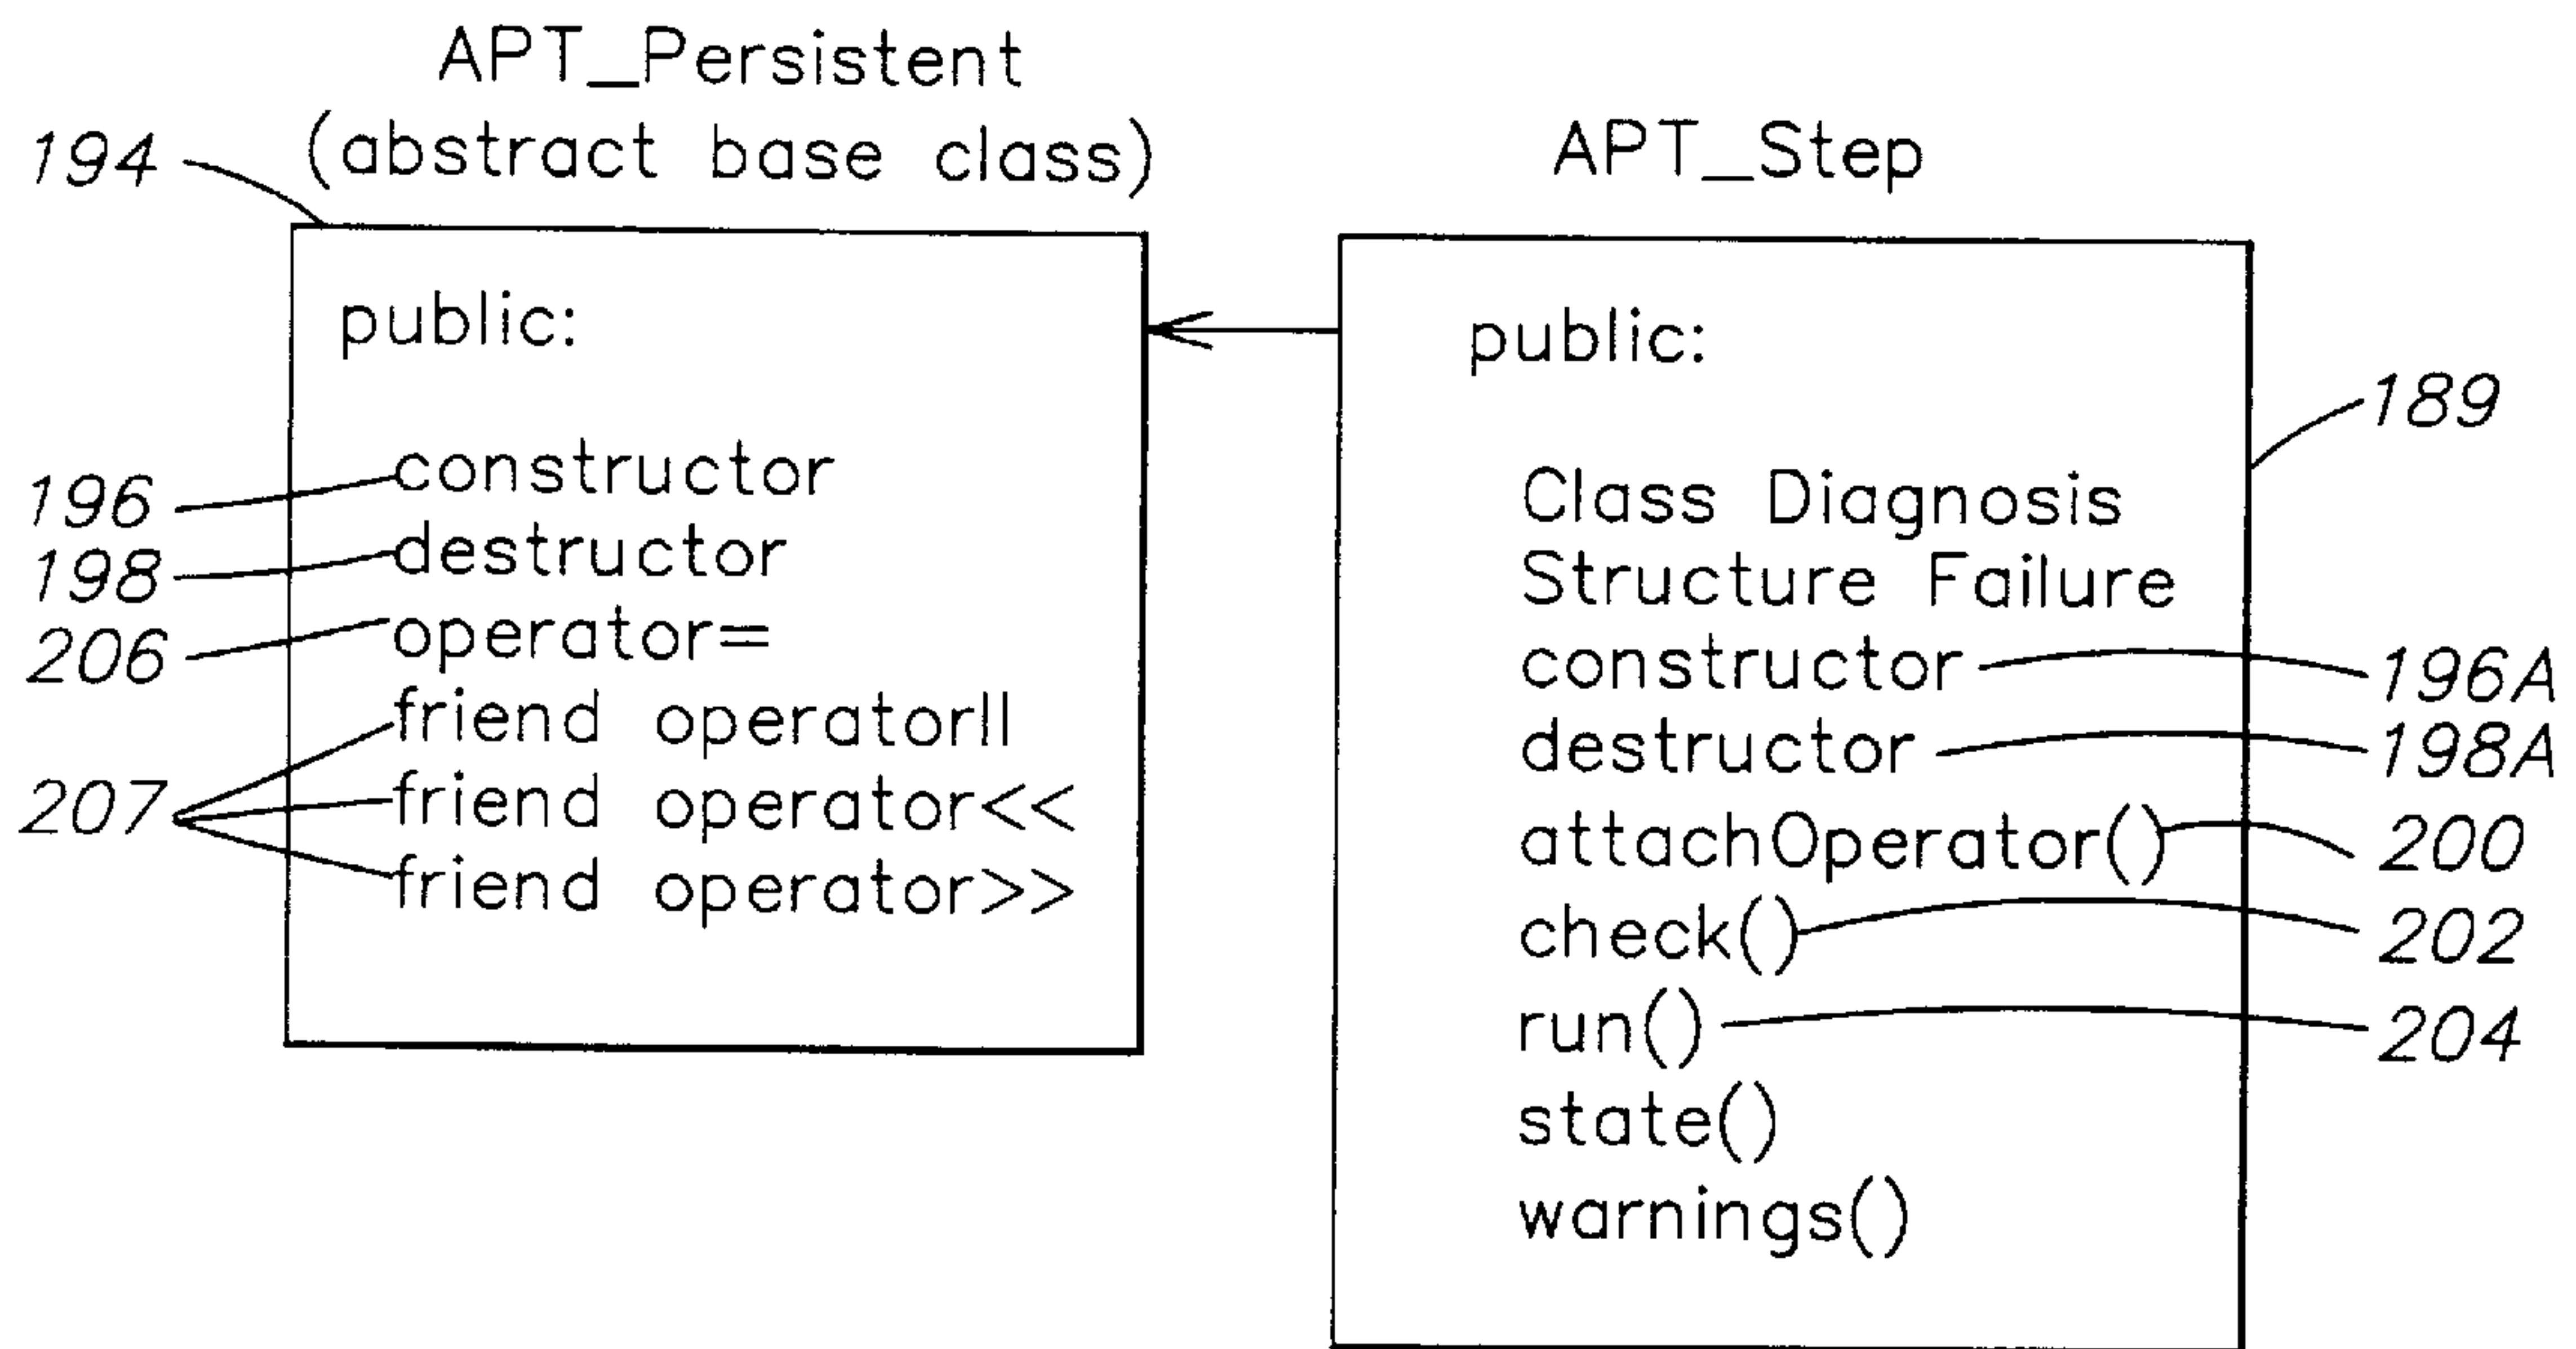 APT_Persistent
(abstract base class)
194
public:
196
constructor
198
destructor
206
operator=
friend operator||
207
friend operator<<
friend operator>>
APT_Step
public:
189
Class Diagnosis
Structure Failure
constructor
196A
destructor
198A
attachOperator()
200
check()
202
run()
204
state()
warnings()